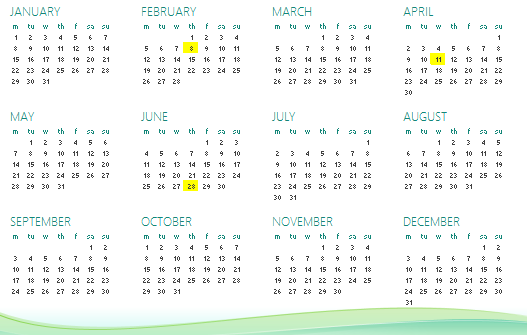 JANUARY
m tu w th f sa su
1 2 3 4 5 6 7
8 9 10 11 12 13 14
15 16 17 18 19 20 21
22 23 24 25 26 27 28
29 30 31
FEBRUARY
m tu w th f sa su
1 2 3 4
5 6 7 8 9 10 11
12 13 14 15 16 17 18
19 20 21 22 23 24 25
26 27 28
MARCH
m tu w th f sa su
1 2 3 4
5 6 7 8 9 10 11
12 13 14 15 16 17 18
19 20 21 22 23 24 25
26 27 28 29 30 31
APRIL
m tu w th f sa su
1
2 3 4 5 6 7 8
9 10 11 12 13 14 15
16 17 18 19 20 21 22
23 24 25 26 27 28 29
30
MAY
m tu w th f sa su
1 2 3 4 5 6
7 8 9 10 11 12 13
14 15 16 17 18 19 20
21 22 23 24 25 26 27
28 29 30 31
JUNE
m tu w th f sa su
1 2 3
4 5 6 7 8 9 10
11 12 13 14 15 16 17
18 19 20 21 22 23 24
25 26 27 28 29 30
JULY
m tu w th f sa su
1
2 3 4 5 6 7 8
9 10 11 12 13 14 15
16 17 18 19 20 21 22
23 24 25 26 27 28 29
30 31
AUGUST
m tu w th f sa su
1 2 3 4 5
6 7 8 9 10 11 12
13 14 15 16 17 18 19
20 21 22 23 24 25 26
27 28 29 30 31
SEPTEMBER
m tu w th f sa su
1 2
3 4 5 6 7 8 9
10 11 12 13 14 15 16
17 18 19 20 21 22 23
24 25 26 27 28 29 30
OCTOBER
m tu w th f sa su
1 2 3 4 5 6 7
8 9 10 11 12 13 14
15 16 17 18 19 20 21
22 23 24 25 26 27 28
29 30 31
NOVEMBER
m tu w th f sa su
1 2 3 4
5 6 7 8 9 10 11
12 13 14 15 16 17 18
19 20 21 22 23 24 25
26 27 28 29 30
DECEMBER
m tu w th f sa su
1 2
3 4 5 6 7 8 9
10 11 12 13 14 15 16
17 18 19 20 21 22 23
24 25 26 27 28 29 30
31